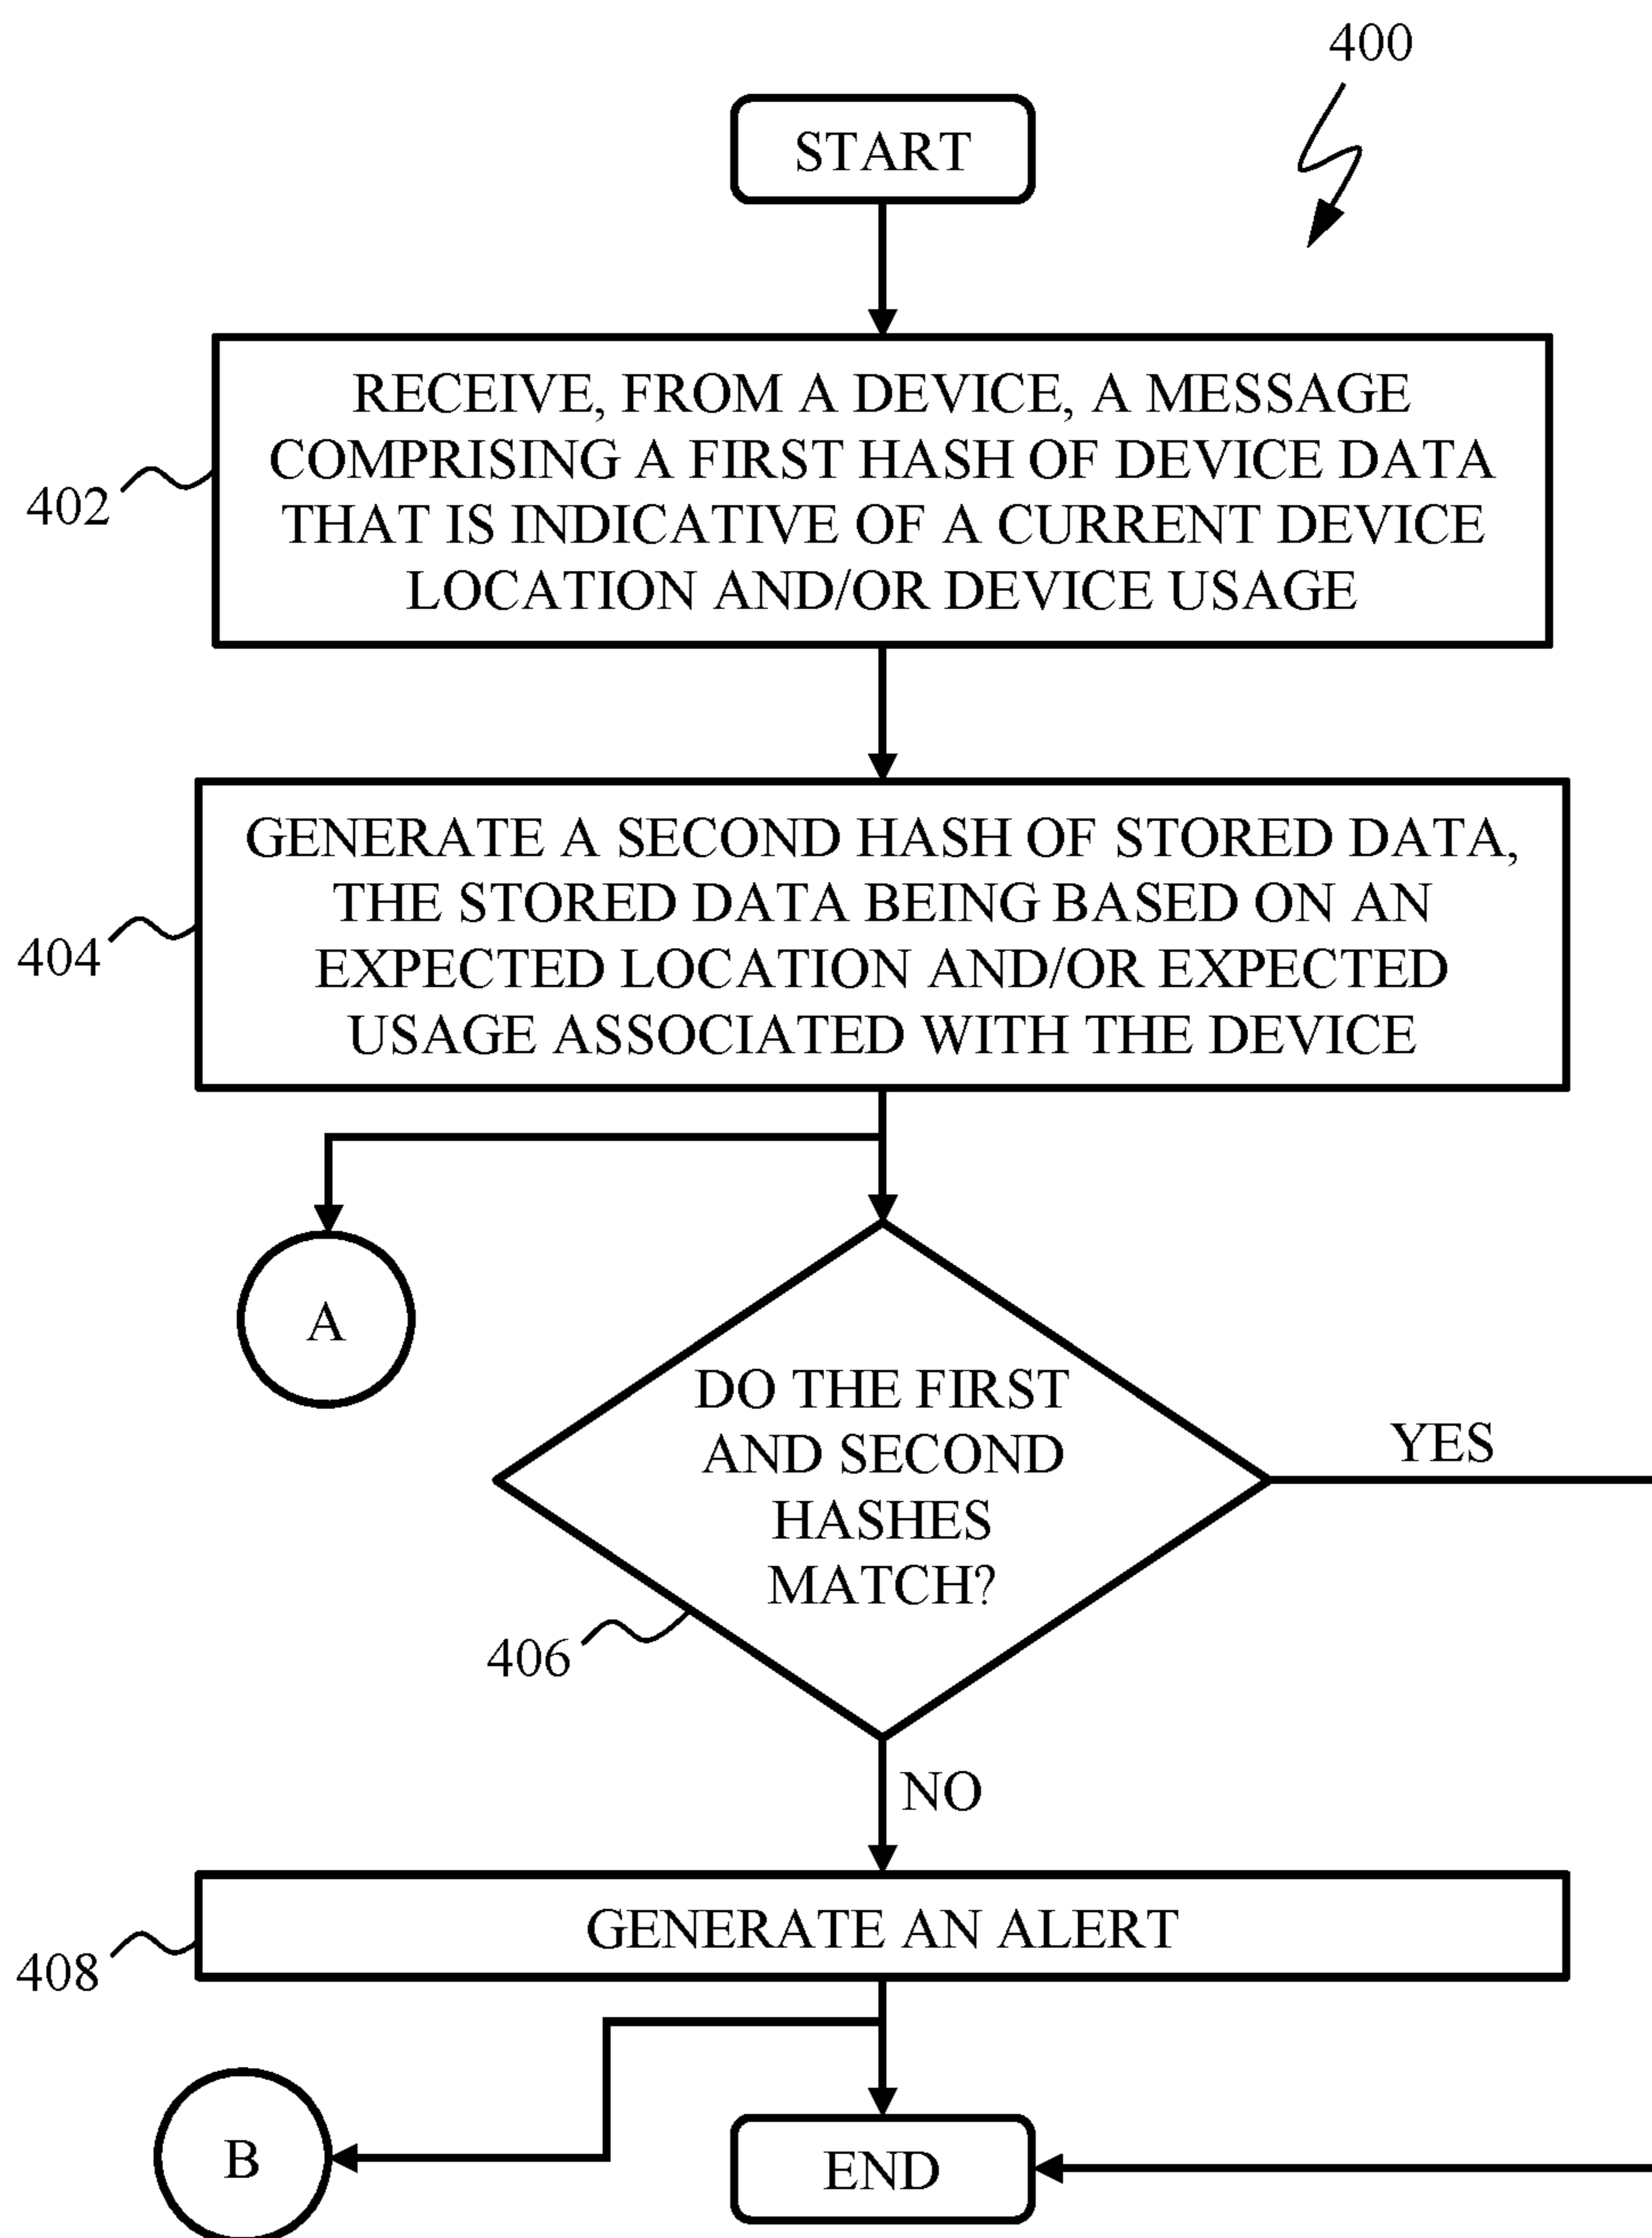 400
START
RECEIVE, FROM A DEVICE, A MESSAGE
COMPRISING A FIRST HASH OF DEVICE DATA
THAT IS INDICATIVE OF A CURRENT DEVICE
LOCATION AND/OR DEVICE USAGE
402
GENERATE A SECOND HASH OF STORED DATA,
THE STORED DATA BEING BASED ON AN
EXPECTED LOCATION AND/OR EXPECTED
USAGE ASSOCIATED WITH THE DEVICE
404
A
DO THE FIRST
AND SECOND
HASHES
MATCH?
YES
406
NO
GENERATE AN ALERT
408
B
END